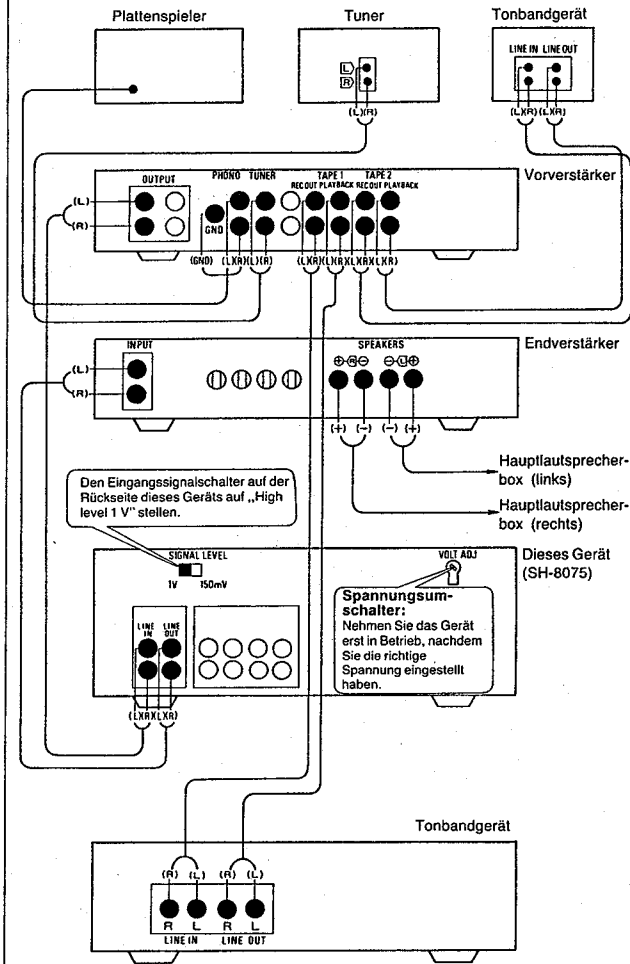 Plattenspieler
Tuner
Tonbandgerät
L
R
(L)(R)
LINE IN LINE OUT
(L)(R) (L)(R)
Vorverstärker
OUTPUT
PHONO TUNER
TAPE 1
TAPE 2
REC OUT PLAYBACK REC OUT PLAYBACK
(L)
(R)
GND
(GND)
(L)(R)(L)(R)
(L)(R)(L)(R)(L)(R)(L)(R)
Endverstärker
INPUT
SPEAKERS
(L)
(R)
⊕-R-⊖ ⊖-L-⊕
(+) (−) (−) (+)
Hauptlautsprecher-
box (links)
Hauptlautsprecher-
box (rechts)
Den Eingangssignalschalter auf der
Rückseite dieses Geräts auf „High
level 1 V" stellen.
Dieses Gerät
(SH-8075)
SIGNAL LEVEL
1V 150mV
VOLT ADJ
Spannungsum-
schalter:
Nehmen Sie das Gerät
erst in Betrieb, nachdem
Sie die richtige
Spannung eingestellt
haben.
LINE IN
LINE OUT
(L)(R)(L)(R)
Tonbandgerät
(R) (L) (R) (L)
R L R L
LINE IN LINE OUT